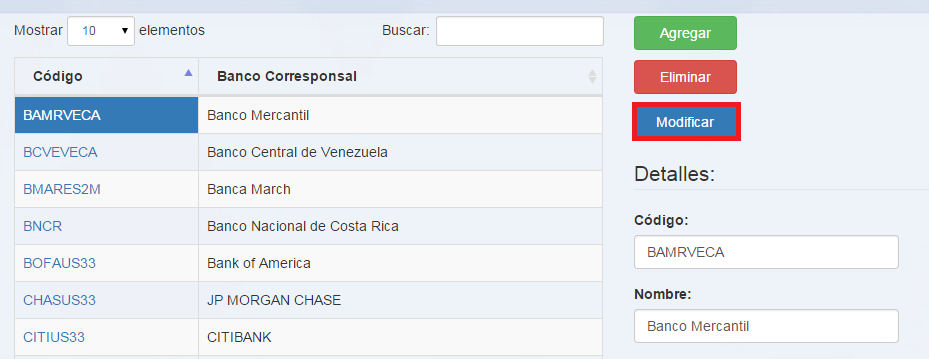 Mostrar 10 elementos Buscar:
Código Banco Corresponsal
BAMRVECA Banco Mercantil
BCVEVECA Banco Central de Venezuela
BMARES2M Banca March
BNCR Banco Nacional de Costa Rica
BOFAUS33 Bank of America
CHASUS33 JP MORGAN CHASE
CITIUS33 CITIBANK
Agregar
Eliminar
Modificar
Detalles:
Código:
BAMRVECA
Nombre:
Banco Mercantil